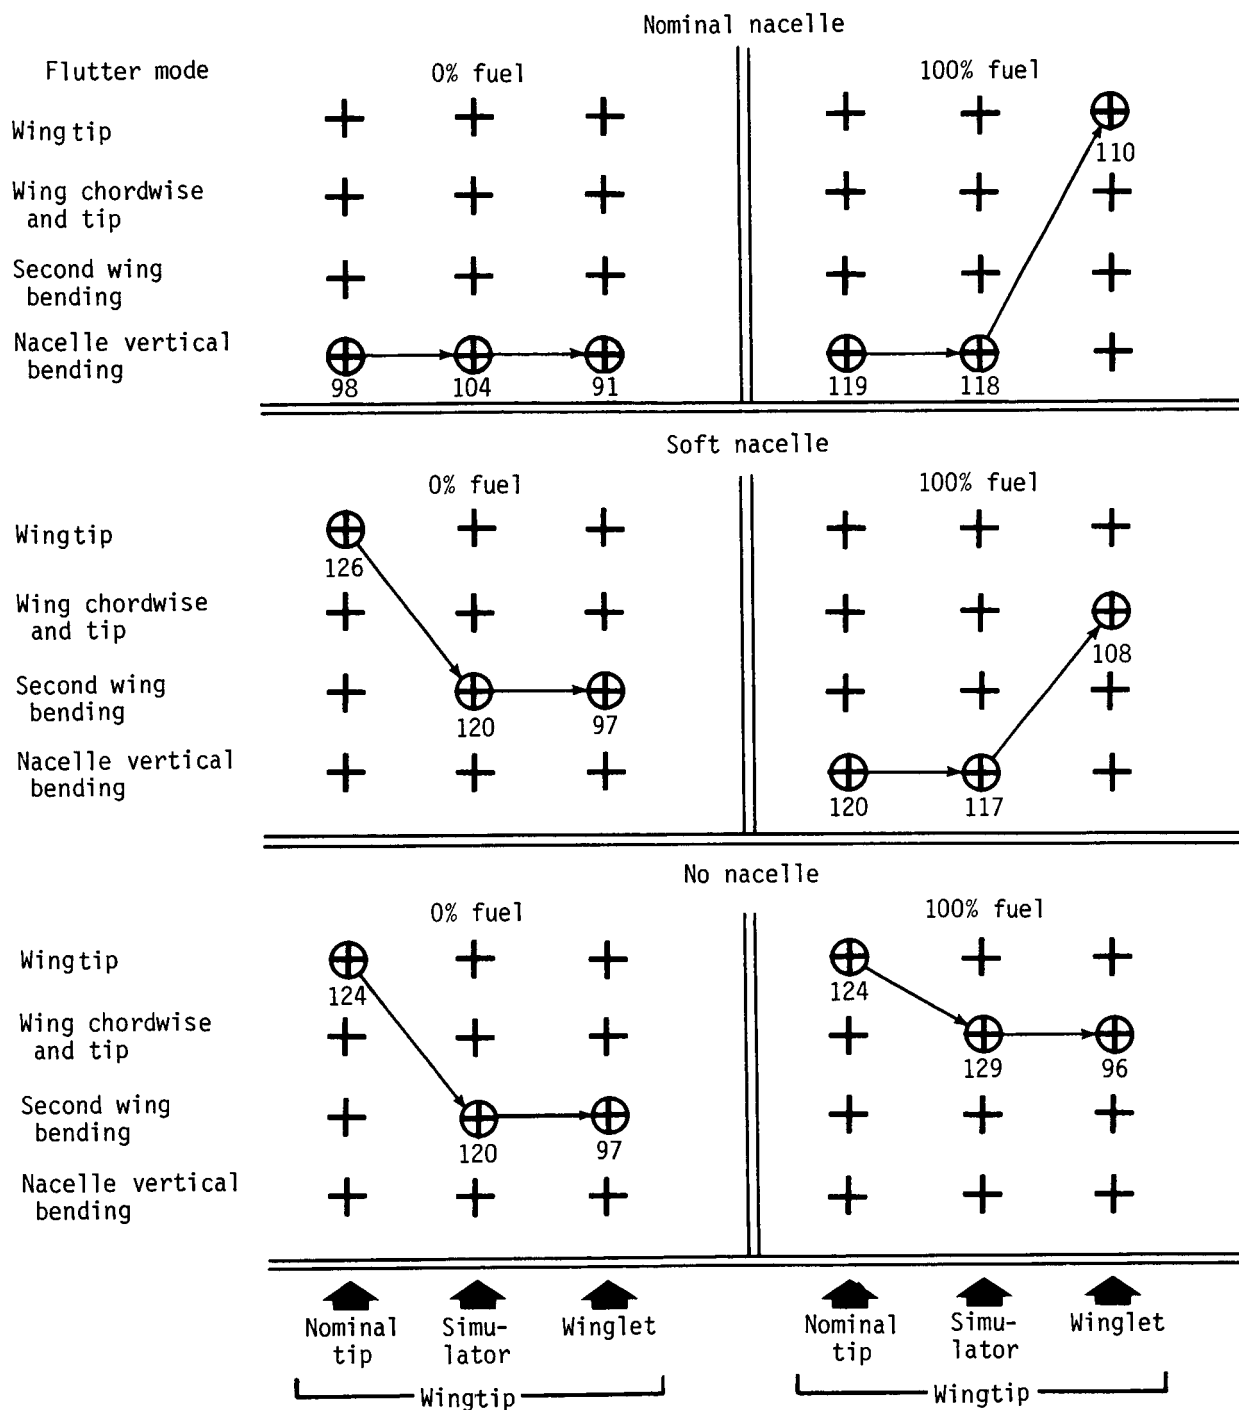 Nominal nacelle
Flutter mode
0% fuel
100% fuel
Wingtip
110
Wing chordwise
and tip
Second wing
bending
Nacelle vertical
bending
98
104
91
119
118
Soft nacelle
0% fuel
100% fuel
Wingtip
126
Wing chordwise
and tip
108
Second wing
bending
120
97
Nacelle vertical
bending
120
117
No nacelle
0% fuel
100% fuel
Wingtip
124
124
Wing chordwise
and tip
129
96
Second wing
bending
120
97
Nacelle vertical
bending
Nominal
tip
Simu-
lator
Winglet
Nominal
tip
Simu-
lator
Winglet
Wingtip
Wingtip